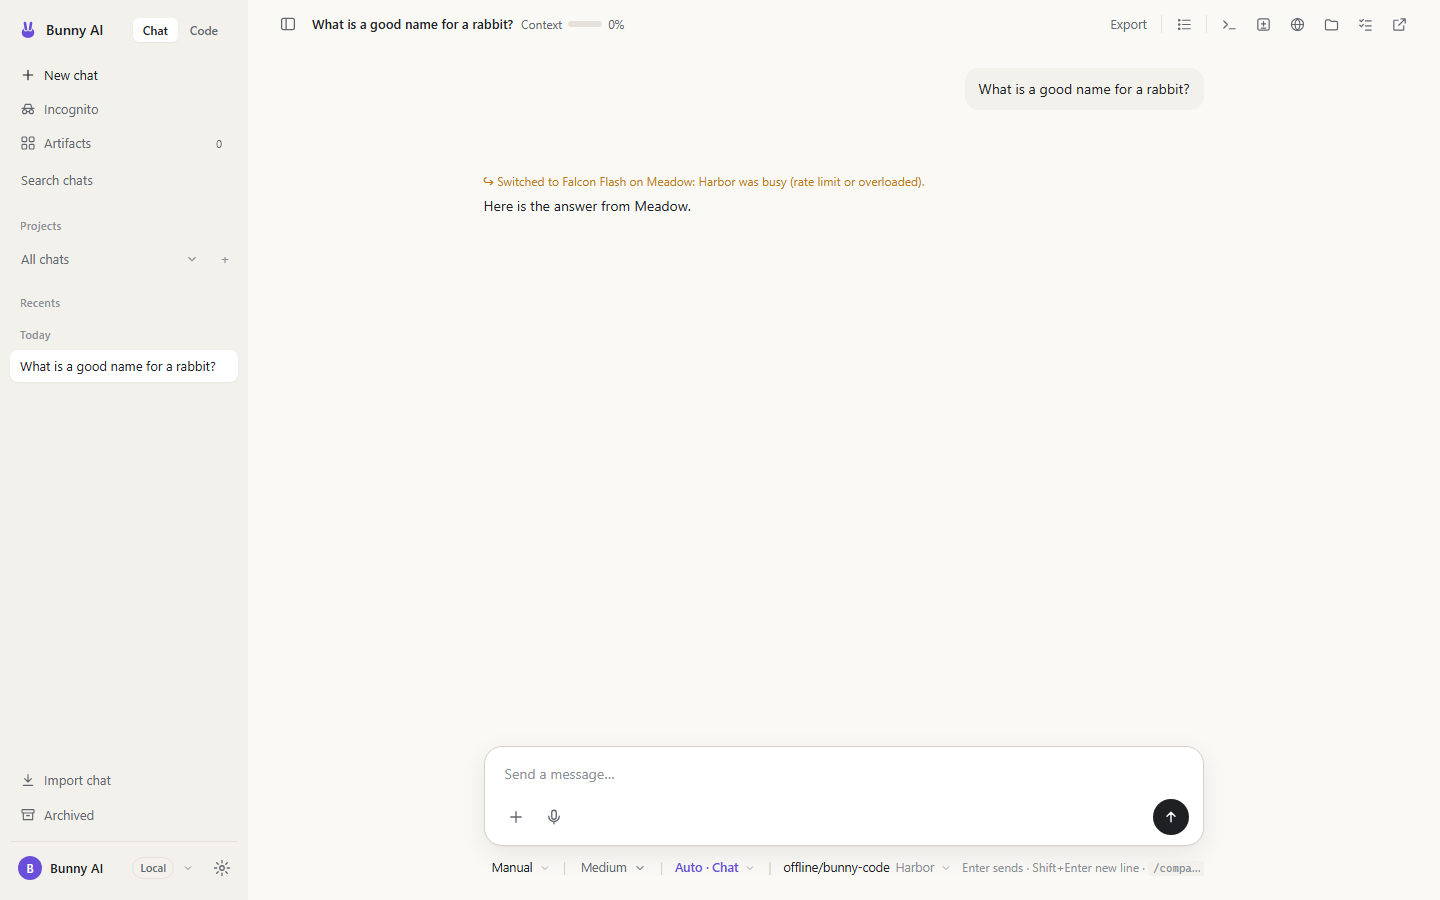 Bunny AI
Chat
Code
New chat
Incognito
Artifacts
0
Search chats
Projects
All chats
+
Recents
Today
What is a good name for a rabbit?
Import chat
Archived
B
Bunny AI
Local
What is a good name for a rabbit?
Context
0%
Export
What is a good name for a rabbit?
↪ Switched to Falcon Flash on Meadow: Harbor was busy (rate limit or overloaded).
Here is the answer from Meadow.
Send a message...
Manual
Medium
Auto · Chat
offline/bunny-code Harbor
Enter sends · Shift+Enter new line · /compa...